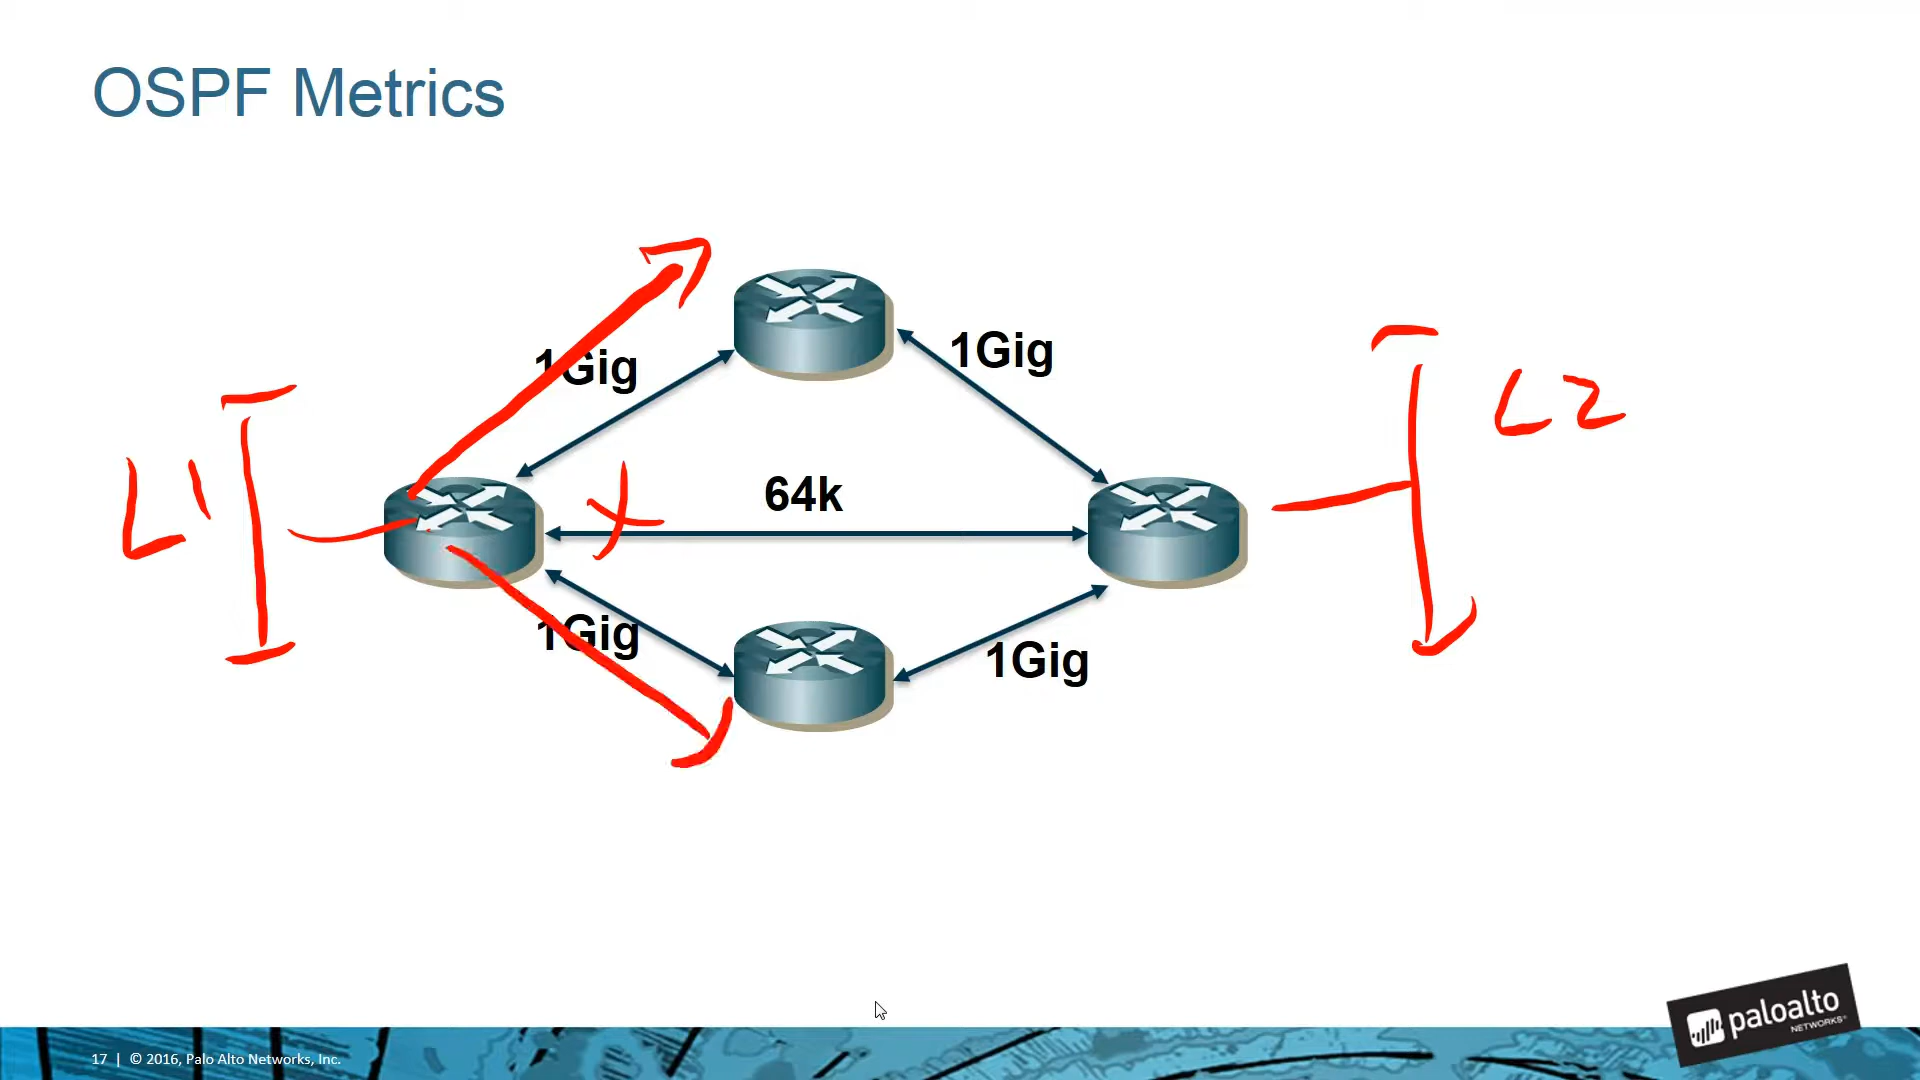 OSPF Metrics
1Gig
1Gig
L1
64k
L2
1Gig
1Gig
paloalto
NETWORKS
17 | © 2016, Palo Alto Networks, Inc.